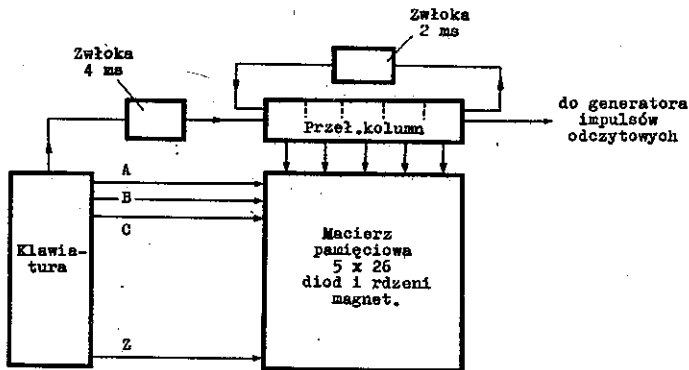 Zwłoka
2 ms
Zwłoka
4 ms
do generatora
impulsów
odczytowych
Przeł.kolumn
A
B
C
Klawia-
tura
Macierz
pamięciowa
5 x 26
diod i rdzeni
magnet.
Z